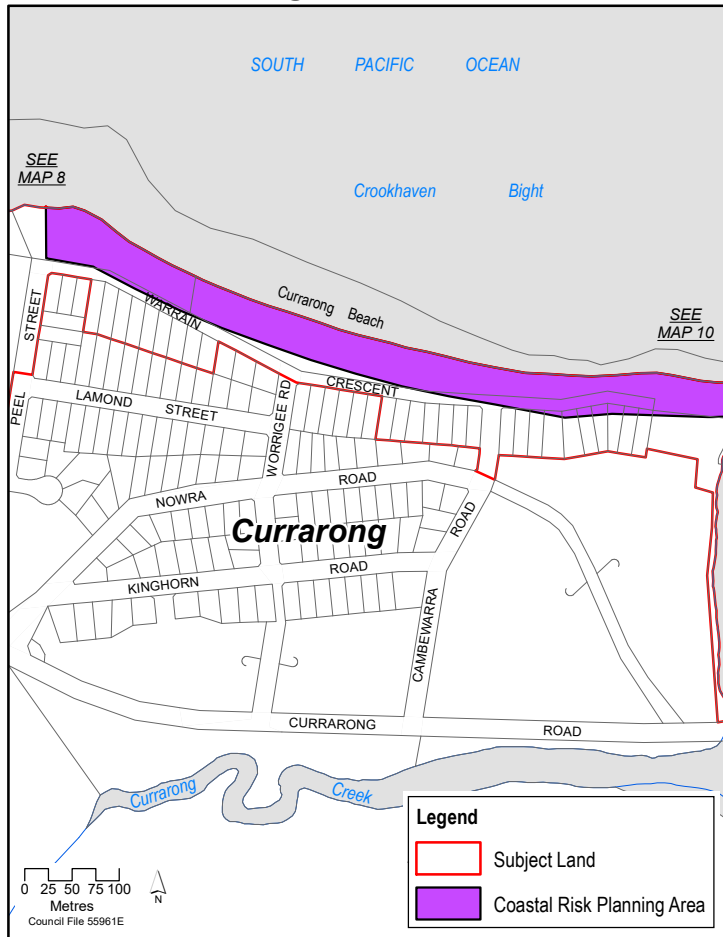 SOUTH PACIFIC OCEAN
SEE
MAP 8
Crookhaven Bight
Currarong Beach
SEE
MAP 10
WARRAIN
CRESCENT
PEEL STREET
LAMOND STREET
WORRIGEE RD
NOWRA ROAD
Currarong
KINGHORN ROAD
CAMBEWARRA ROAD
CURRARONG ROAD
Currarong Creek
Legend
Subject Land
Coastal Risk Planning Area
0 25 50 75 100
Metres
N
Council File 55961E